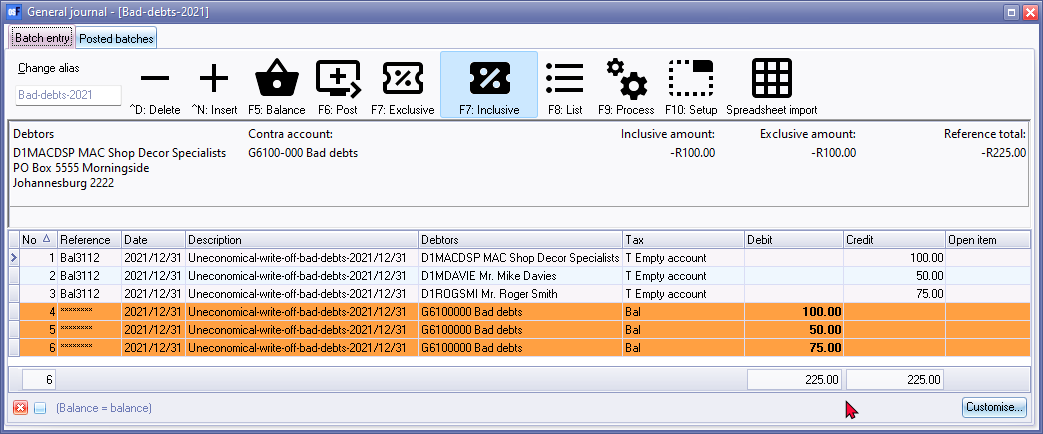 General journal - [Bad-debts-2021]
Batch entry Posted batches
Change alias
Bad-debts-2021
^D: Delete ^N: Insert F5: Balance F6: Post F7: Exclusive F7: Inclusive F8: List F9: Process F10: Setup Spreadsheet import
Debtors Contra account: Inclusive amount: Exclusive amount: Reference total:
D1MACDSP MAC Shop Decor Specialists G6100-000 Bad debts -R100.00 -R100.00 -R225.00
PO Box 5555 Morningside
Johannesburg 2222
No Reference Date Description Debtors Tax Debit Credit Open item
1 Bal3112 2021/12/31 Uneconomical-write-off-bad-debts-2021/12/31 D1MACDSP MAC Shop Decor Specialists T Empty account 100.00
2 Bal3112 2021/12/31 Uneconomical-write-off-bad-debts-2021/12/31 D1MDAVIE Mr. Mike Davies T Empty account 50.00
3 Bal3112 2021/12/31 Uneconomical-write-off-bad-debts-2021/12/31 D1ROGSMI Mr. Roger Smith T Empty account 75.00
4 ******** 2021/12/31 Uneconomical-write-off-bad-debts-2021/12/31 G6100000 Bad debts Bal 100.00
5 ******** 2021/12/31 Uneconomical-write-off-bad-debts-2021/12/31 G6100000 Bad debts Bal 50.00
6 ******** 2021/12/31 Uneconomical-write-off-bad-debts-2021/12/31 G6100000 Bad debts Bal 75.00
6 225.00 225.00
(Balance = balance) Customise...